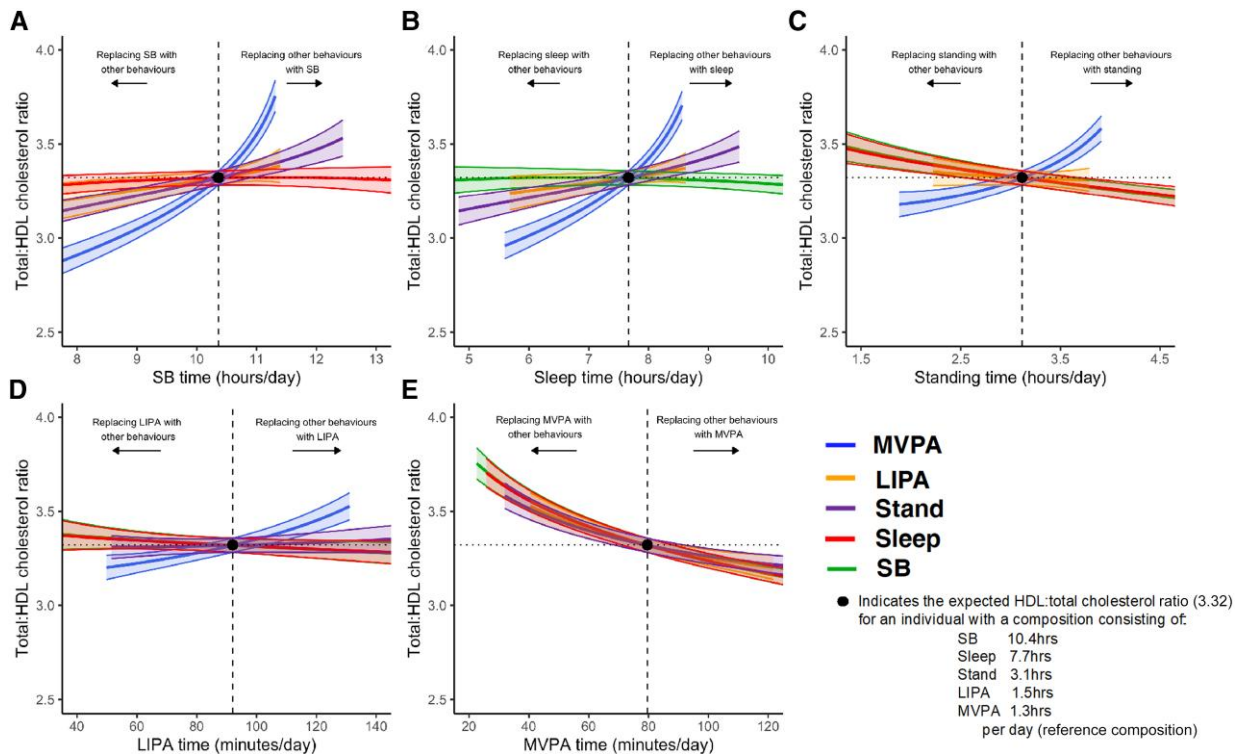 A
Replacing SB with
other behaviours
Replacing other behaviours
with SB
Total:HDL cholesterol ratio
4.0
3.5
3.0
2.5
8
9
10
11
12
13
SB time (hours/day)
B
Replacing sleep with
other behaviours
Replacing other behaviours
with sleep
Total:HDL cholesterol ratio
4.0
3.5
3.0
2.5
5
6
7
8
9
10
Sleep time (hours/day)
C
Replacing standing with
other behaviours
Replacing other behaviours
with standing
Total:HDL cholesterol ratio
4.0
3.5
3.0
2.5
1.5
2.5
3.5
4.5
Standing time (hours/day)
D
Replacing LIPA with
other behaviours
Replacing other behaviours
with LIPA
Total:HDL cholesterol ratio
4.0
3.5
3.0
2.5
40
60
80
100
120
140
LIPA time (minutes/day)
E
Replacing MVPA with
other behaviours
Replacing other behaviours
with MVPA
Total:HDL cholesterol ratio
4.0
3.5
3.0
2.5
20
40
60
80
100
120
MVPA time (minutes/day)
MVPA
LIPA
Stand
Sleep
SB
Indicates the expected HDL:total cholesterol ratio (3.32)
for an individual with a composition consisting of:
SB 10.4hrs
Sleep 7.7hrs
Stand 3.1hrs
LIPA 1.5hrs
MVPA 1.3hrs
per day (reference composition)